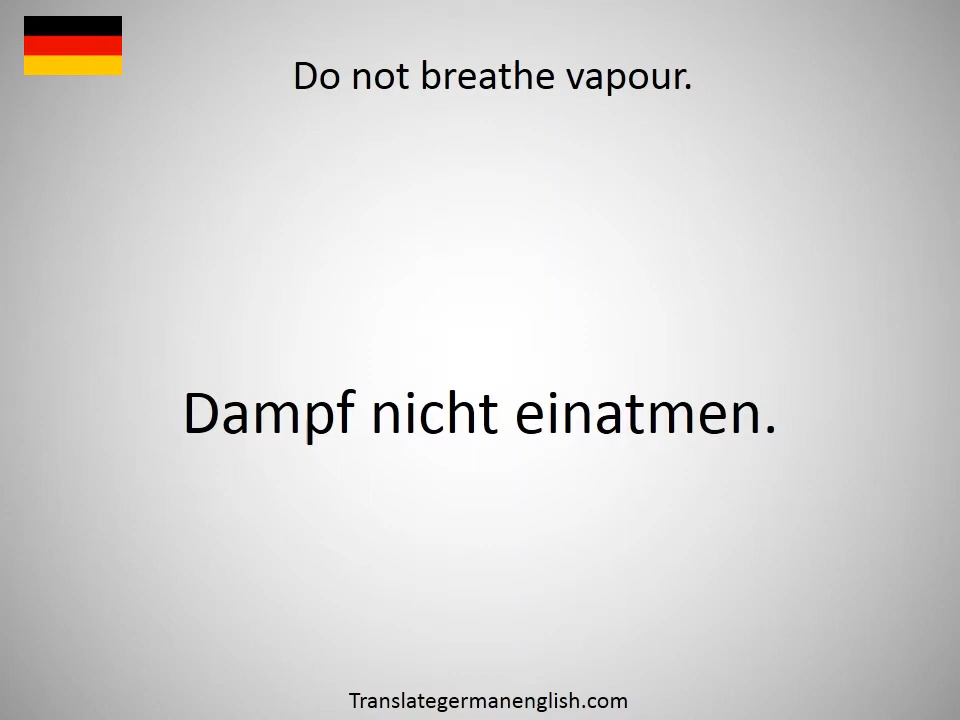 Do not breathe vapour.
Dampf nicht einatmen.
Translategermanenglish.com